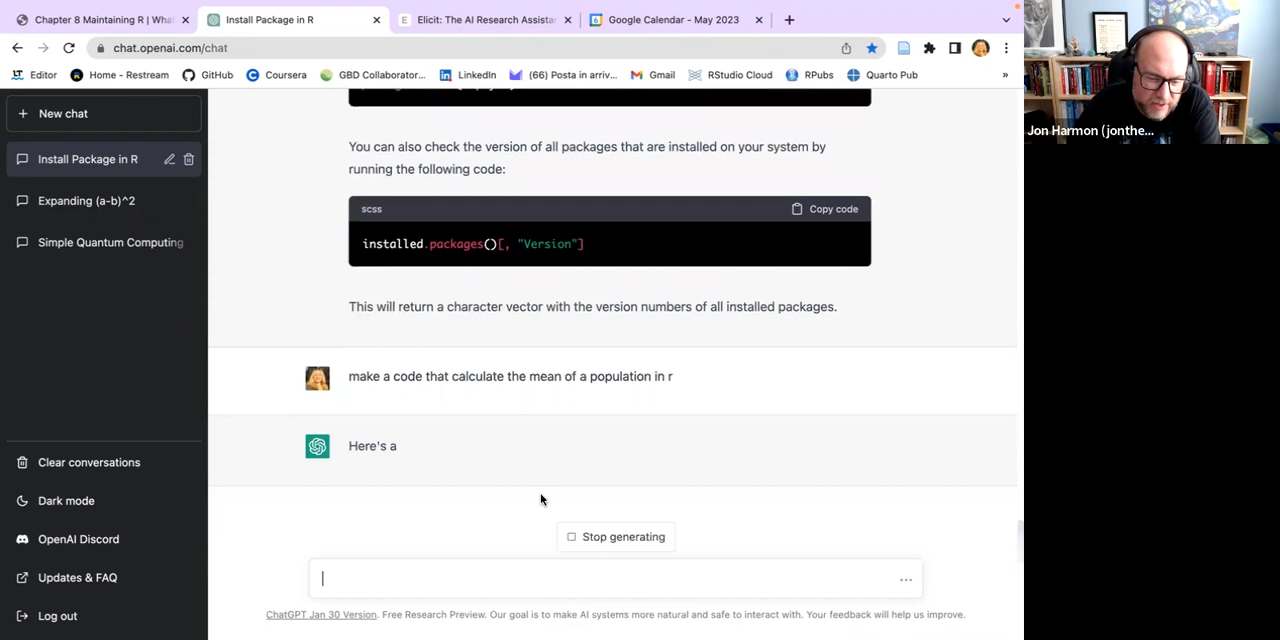 Chapter 8 Maintaining R | Wha
Install Package in R
Elicit: The AI Research Assistan
Google Calendar - May 2023
chat.openai.com/chat
Editor
Home - Restream
GitHub
Coursera
GBD Collaborator...
LinkedIn
(66) Posta in arriv...
Gmail
RStudio Cloud
RPubs
Quarto Pub
»
Jon Harmon (jonthe...
New chat
Install Package in R
Expanding (a-b)^2
Simple Quantum Computing
Clear conversations
Dark mode
OpenAI Discord
Updates & FAQ
Log out
You can also check the version of all packages that are installed on your system by
running the following code:
scss
Copy code
installed.packages()[, "Version"]
This will return a character vector with the version numbers of all installed packages.
make a code that calculate the mean of a population in r
Here's a
Stop generating
ChatGPT Jan 30 Version. Free Research Preview. Our goal is to make AI systems more natural and safe to interact with. Your feedback will help us improve.